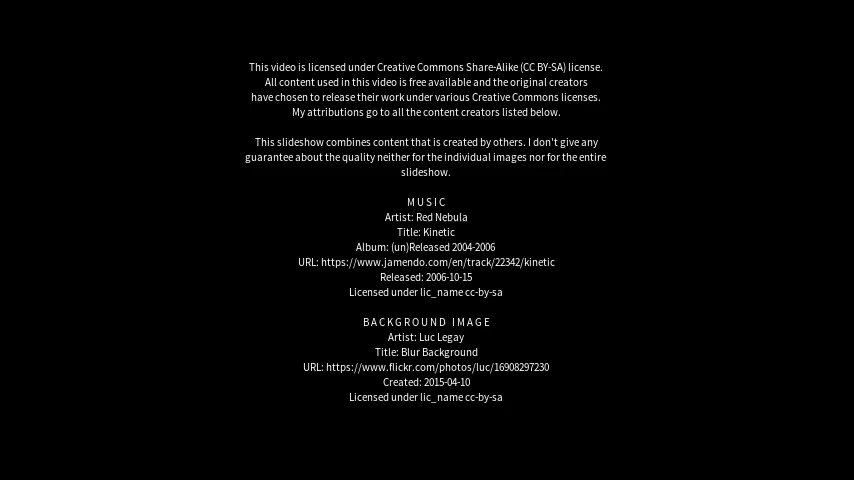 This video is licensed under Creative Commons Share-Alike (CC BY-SA) license.
All content used in this video is free available and the original creators
have chosen to release their work under various Creative Commons licenses.
My attributions go to all the content creators listed below.
This slideshow combines content that is created by others. I don't give any
guarantee about the quality neither for the individual images nor for the entire
slideshow.
MUSIC
Artist: Red Nebula
Title: Kinetic
Album: (un)Released 2004-2006
URL: https://www.jamendo.com/en/track/22342/kinetic
Released: 2006-10-15
Licensed under lic_name cc-by-sa
BACKGROUND IMAGE
Artist: Luc Legay
Title: Blur Background
URL: https://www.flickr.com/photos/luc/16908297230
Created: 2015-04-10
Licensed under lic_name cc-by-sa